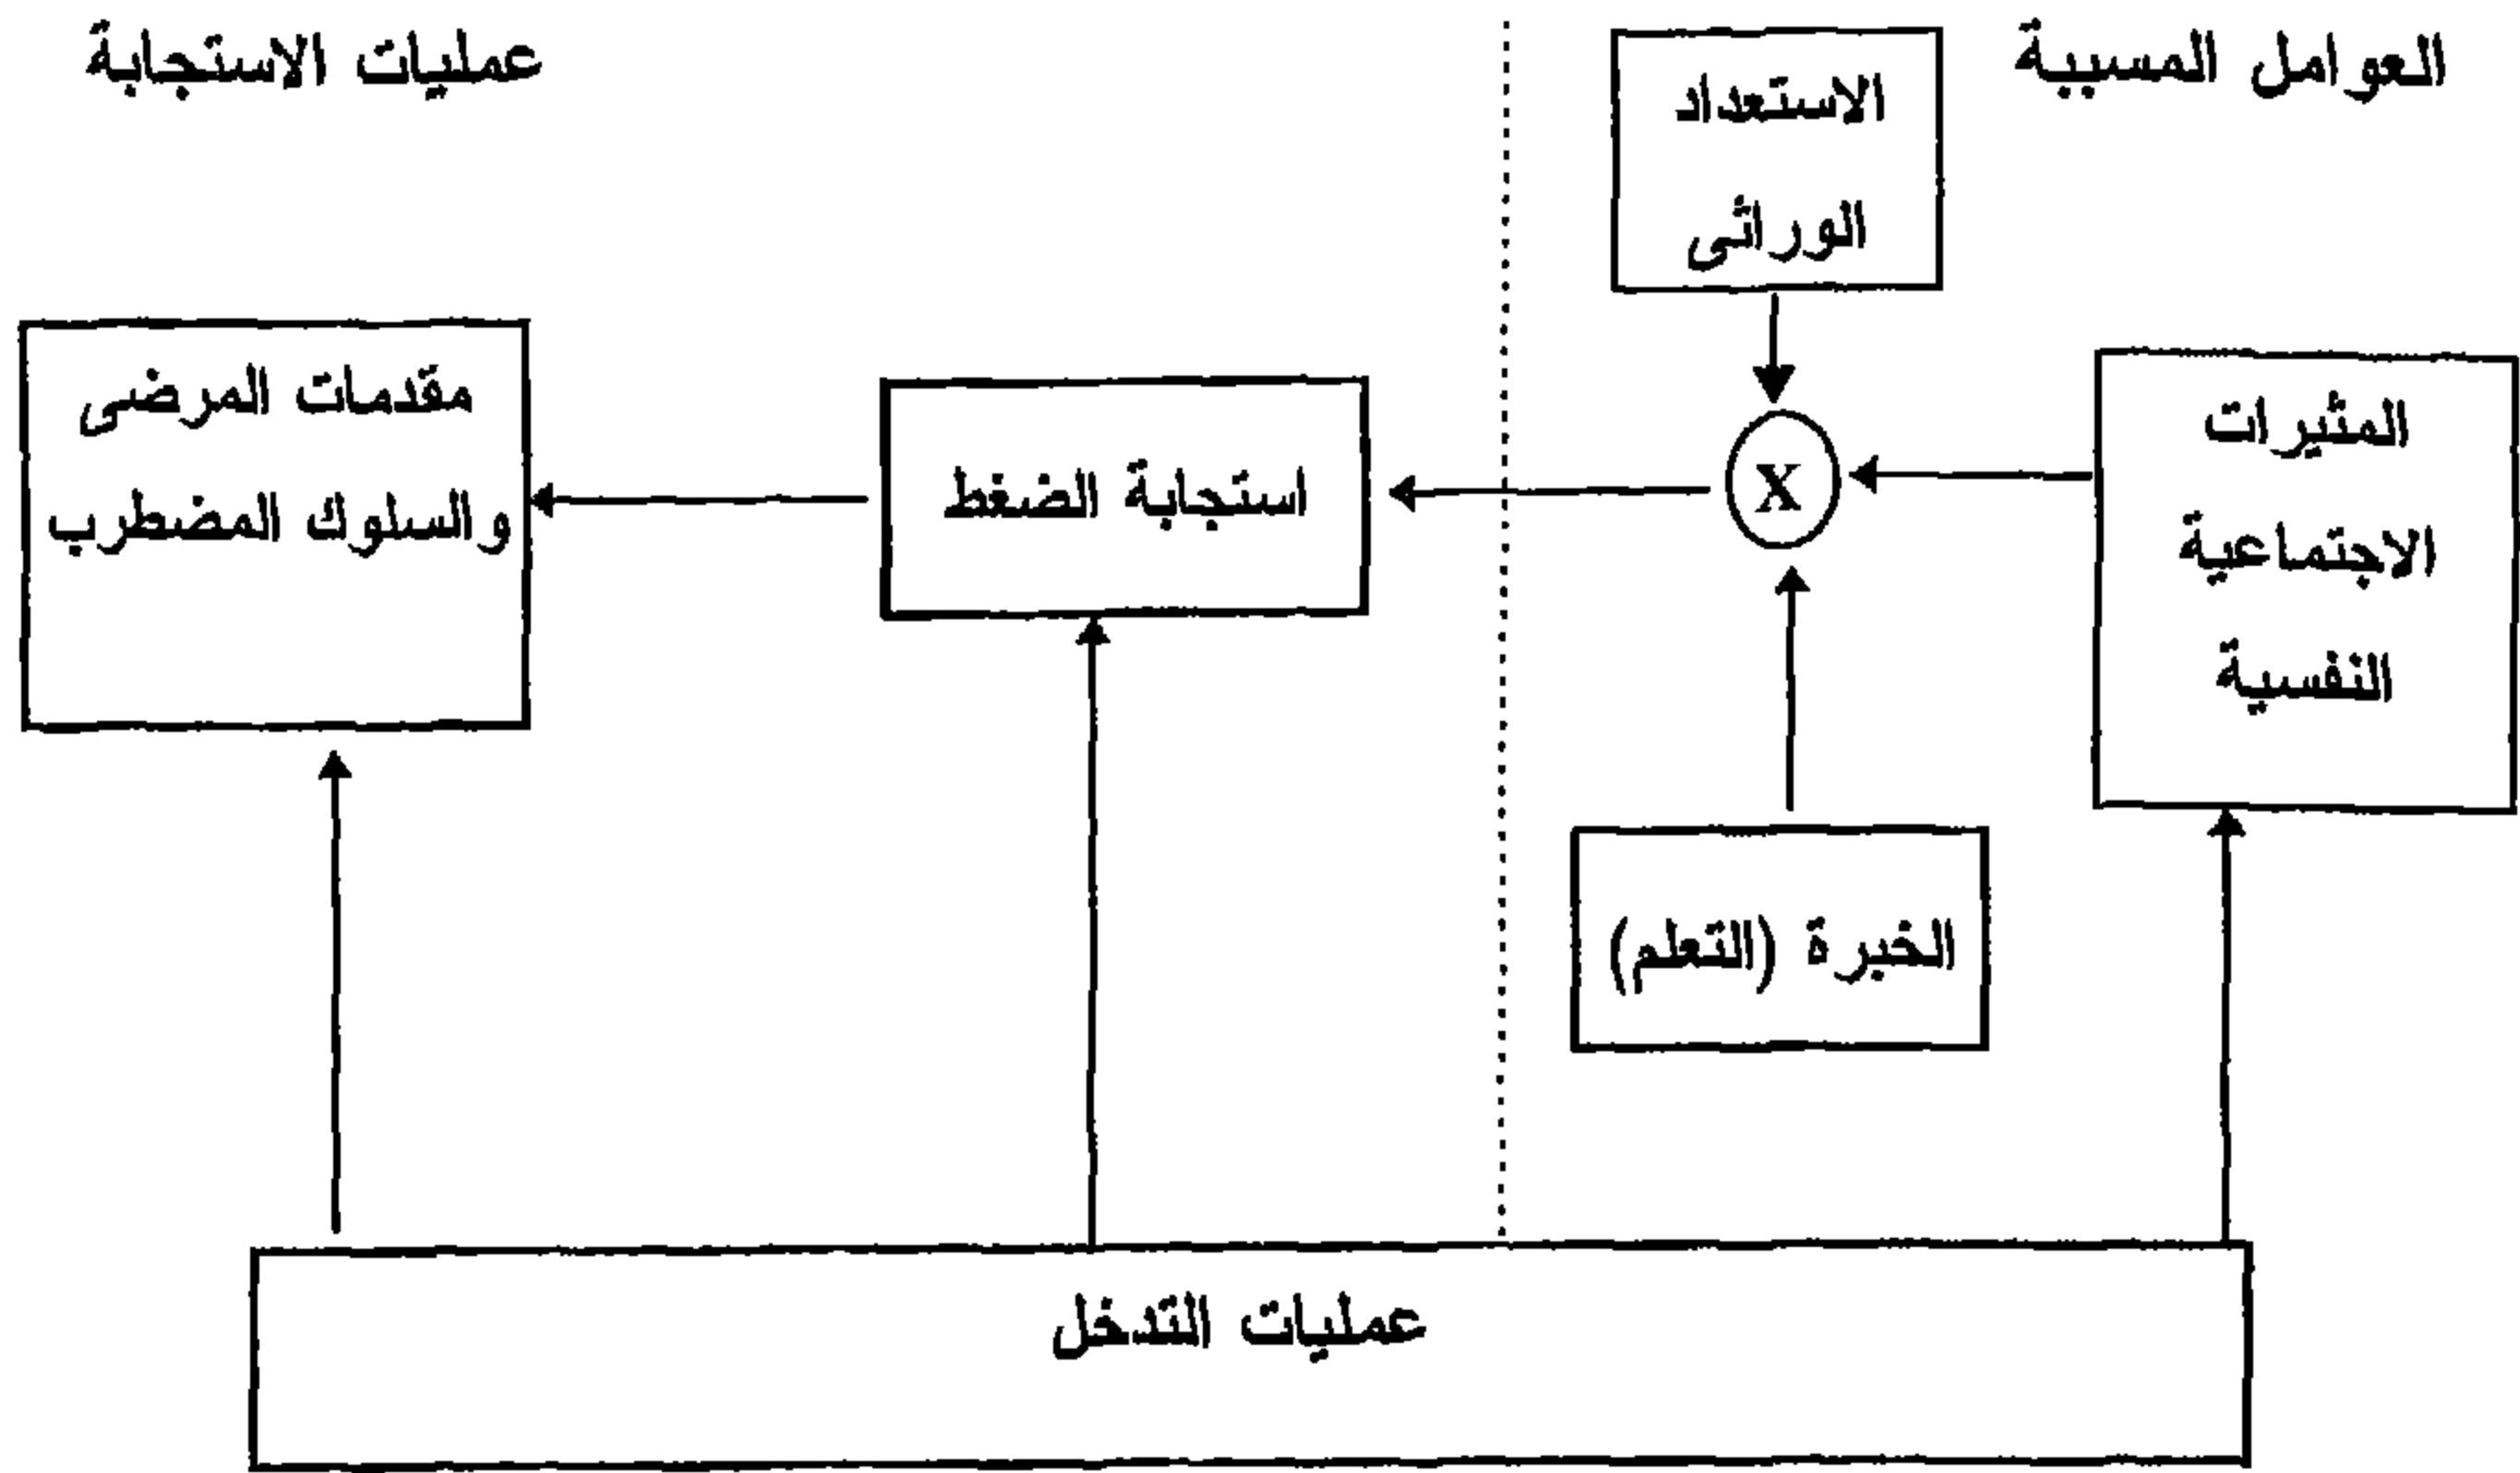 العوامل المسببة
عمليات الاستجابة
الاستعداد
الوراثى
المثيرات
الاجتماعية
النفسية
X
الخبرة (التعلم)
استجابة الضغط
مقدمات المرضى
والسلوك المضطرب
عمليات التدخل